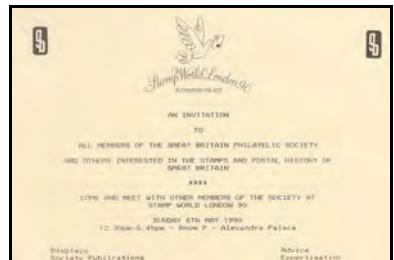 Stamp World London 90
ALEXANDRA PALACE
AN INVITATION
TO
ALL MEMBERS OF THE GREAT BRITAIN PHILATELIC SOCIETY
AND OTHERS INTERESTED IN THE STAMPS AND POSTAL HISTORY OF
GREAT BRITAIN
****
COME AND MEET WITH OTHER MEMBERS OF THE SOCIETY AT
STAMP WORLD LONDON 90
SUNDAY 6TH MAY 1990
12.30pm-6.45pm - Room P - Alexandra Palace
Displays Advice
Society Publications Expertisation